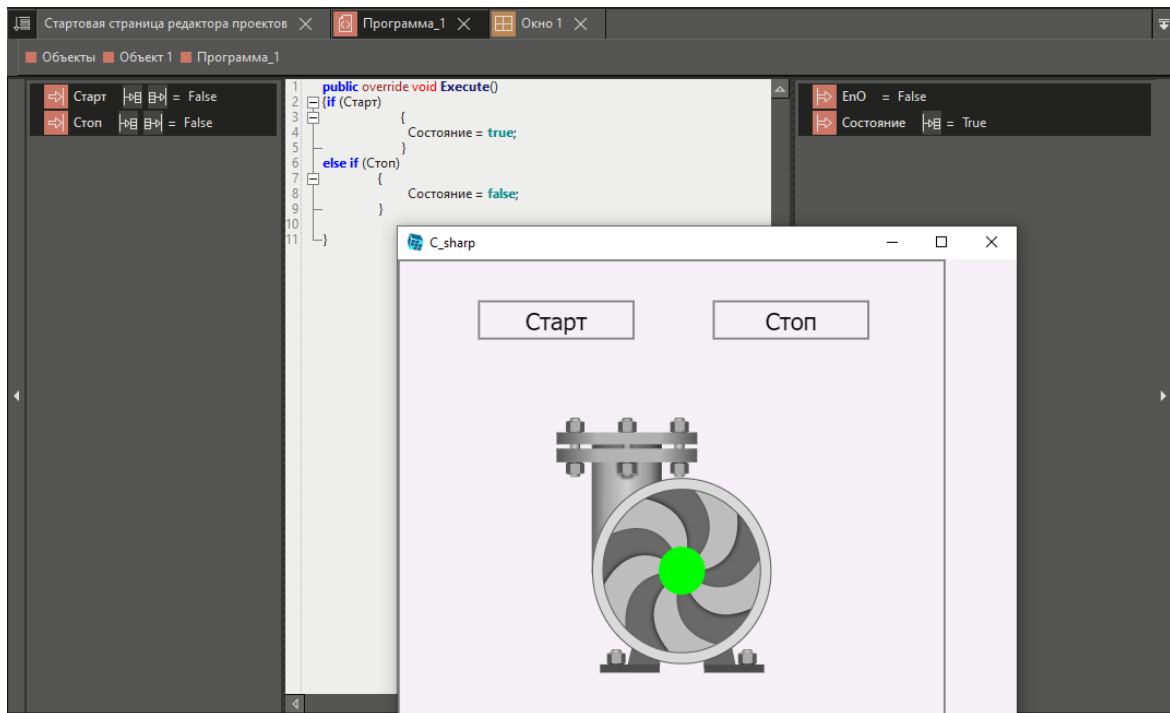 Стартовая страница редактора проектов Программа_1 Окно 1
Объекты Объект 1 Программа_1
Старт = False
Стоп = False
1 public override void Execute()
2 {if (Старт)
3 {
4 Состояние = true;
5 }
6 else if (Стоп)
7 {
8 Состояние = false;
9 }
10
11 }
EnO = False
Состояние = True
C_sharp
Старт Стоп